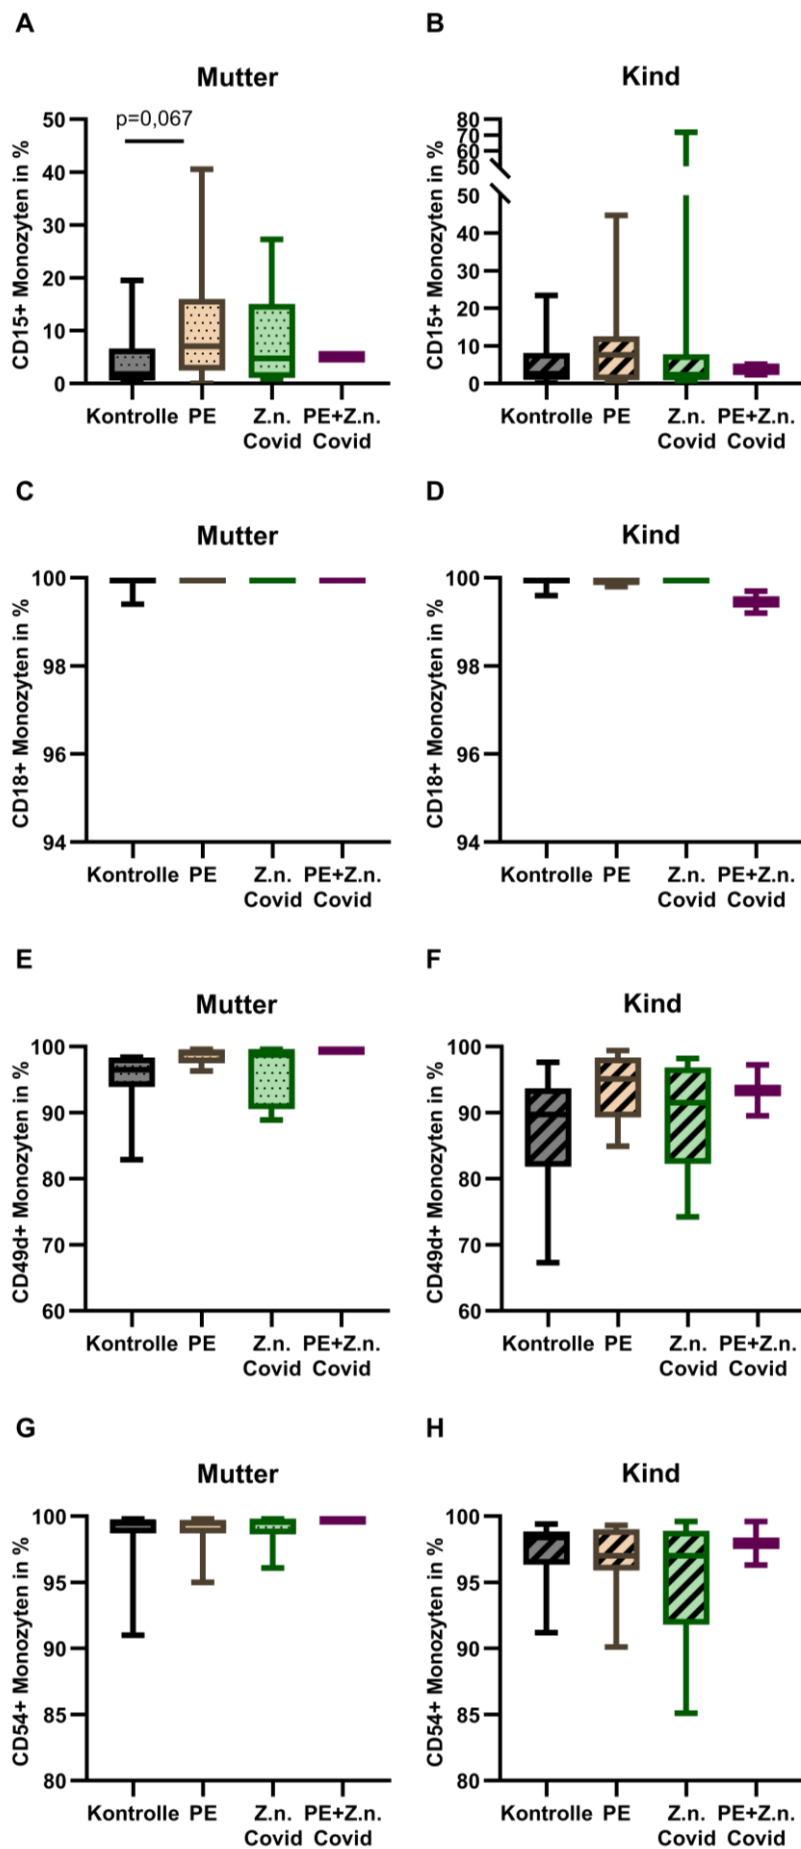 A
B
Mutter
Kind
CD15+ Monozyten in %
50
40
30
20
10
0
p=0,067
Kontrolle PE Z.n. PE+Z.n.
Covid Covid
CD15+ Monozyten in %
80
70
60
50
50
40
30
20
10
0
Kontrolle PE Z.n. PE+Z.n.
Covid Covid
C
D
Mutter
Kind
CD18+ Monozyten in %
100
98
96
94
Kontrolle PE Z.n. PE+Z.n.
Covid Covid
CD18+ Monozyten in %
100
98
96
94
Kontrolle PE Z.n. PE+Z.n.
Covid Covid
E
F
Mutter
Kind
CD49d+ Monozyten in %
100
90
80
70
60
Kontrolle PE Z.n. PE+Z.n.
Covid Covid
CD49d+ Monozyten in %
100
90
80
70
60
Kontrolle PE Z.n. PE+Z.n.
Covid Covid
G
H
Mutter
Kind
CD54+ Monozyten in %
100
95
90
85
80
Kontrolle PE Z.n. PE+Z.n.
Covid Covid
CD54+ Monozyten in %
100
95
90
85
80
Kontrolle PE Z.n. PE+Z.n.
Covid Covid